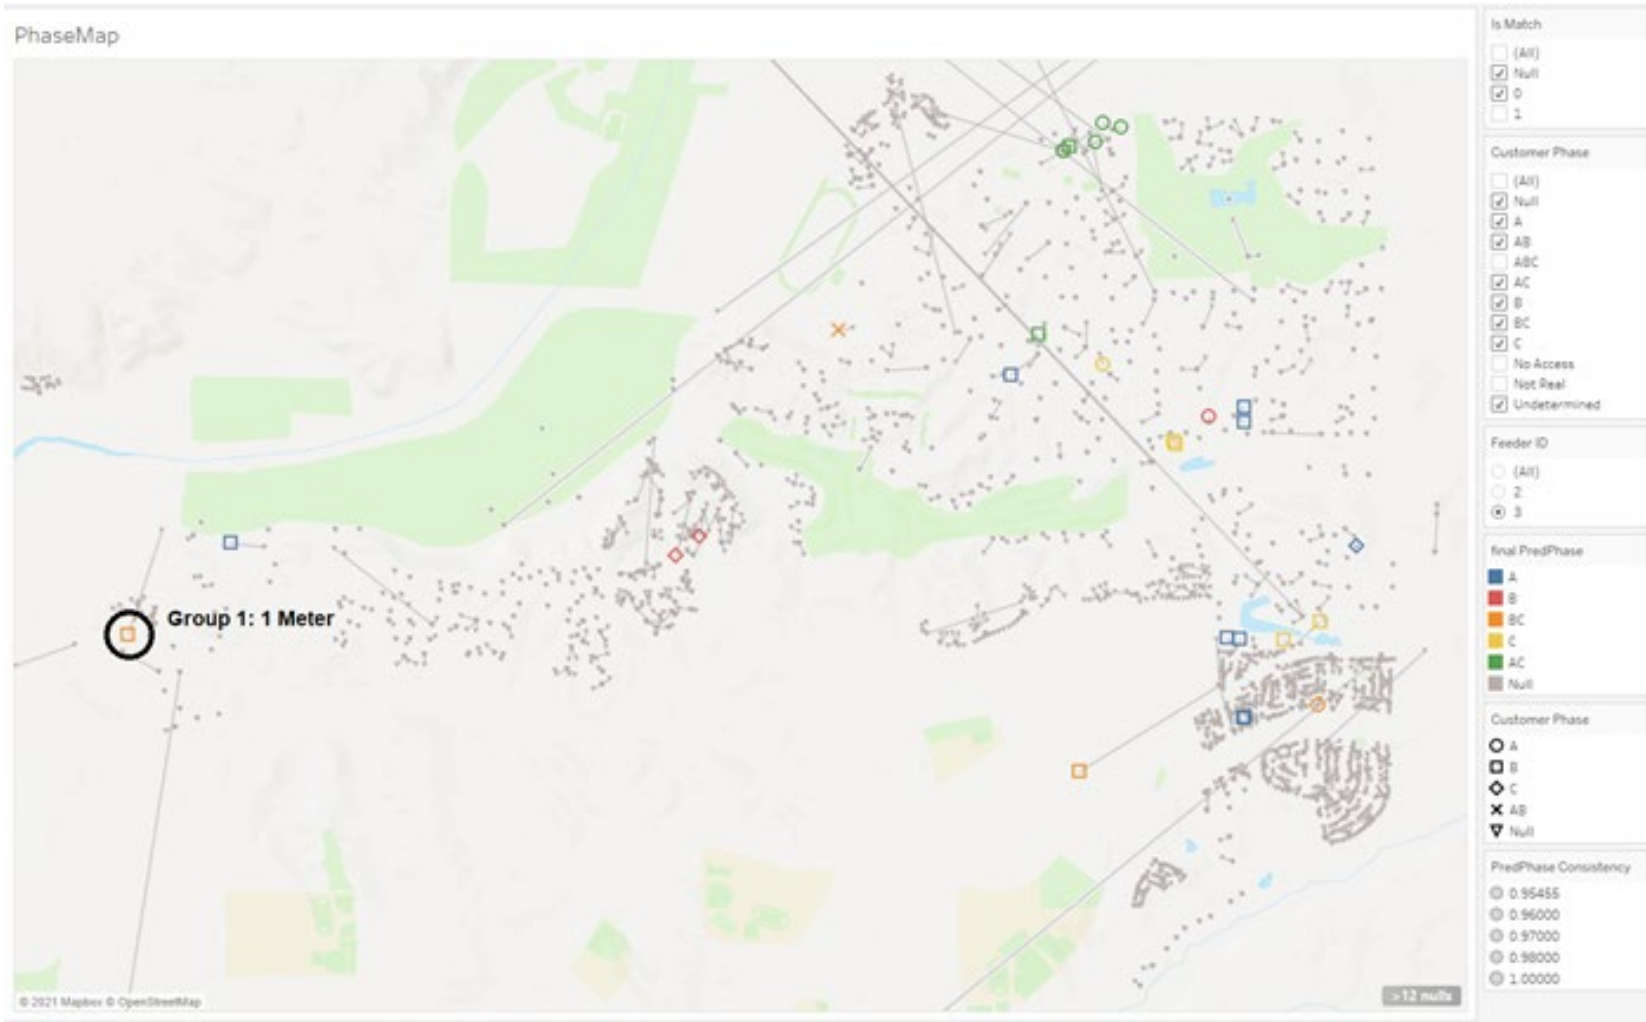 PhaseMap
Group 1: 1 Meter
© 2021 Mapbox © OpenStreetMap
>12 nulls
Is Match
(All)
Null
0
1
Customer Phase
(All)
Null
A
AB
ABC
AC
B
BC
C
No Access
Not Real
Undetermined
Feeder ID
(All)
2
3
final PredPhase
A
B
BC
C
AC
Null
Customer Phase
A
B
C
AB
Null
PredPhase Consistency
0.95455
0.96000
0.97000
0.98000
1.00000